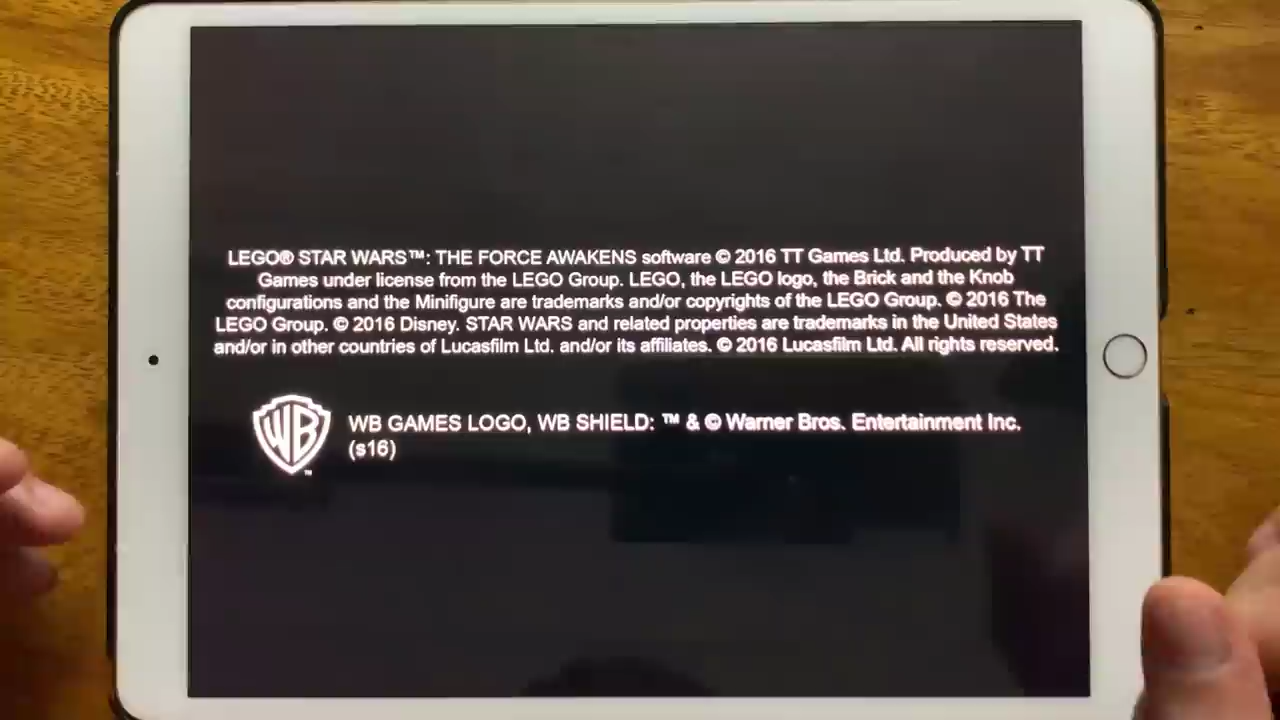 LEGO® STAR WARS™: THE FORCE AWAKENS software © 2016 TT Games Ltd. Produced by TT
Games under license from the LEGO Group. LEGO, the LEGO logo, the Brick and the Knob
configurations and the Minifigure are trademarks and/or copyrights of the LEGO Group. © 2016 The
LEGO Group. © 2016 Disney. STAR WARS and related properties are trademarks in the United States
and/or in other countries of Lucasfilm Ltd. and/or its affiliates. © 2016 Lucasfilm Ltd. All rights reserved.
WB
™
WB GAMES LOGO, WB SHIELD: ™ & © Warner Bros. Entertainment Inc.
(s16)